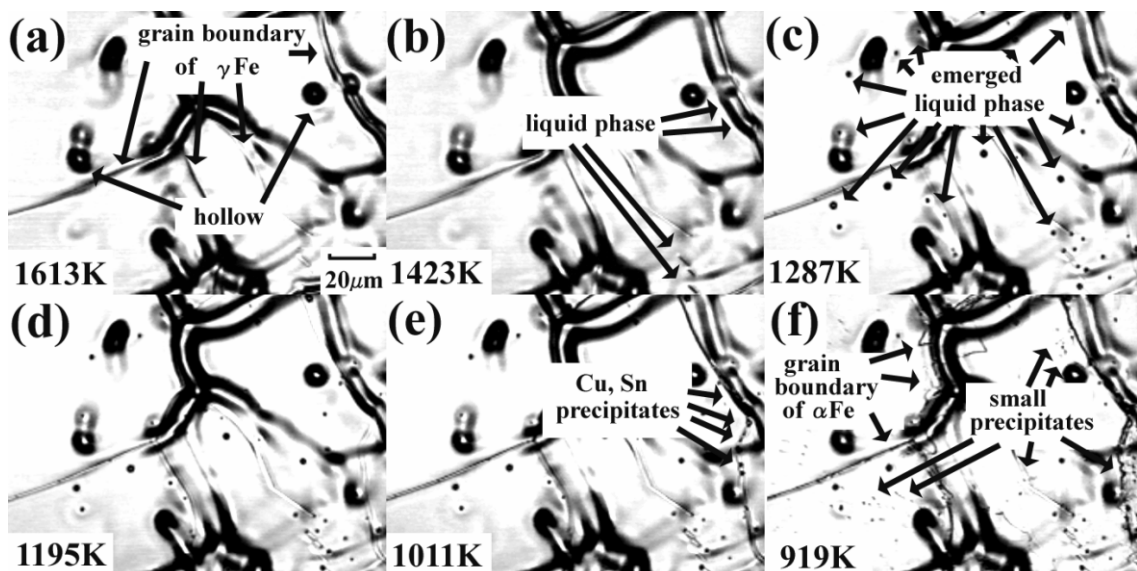 (a)
grain boundary
of γFe
hollow
1613K
20μm
(b)
liquid phase
1423K
(c)
emerged
liquid phase
1287K
(d)
1195K
(e)
Cu, Sn
precipitates
1011K
(f)
grain
boundary
of αFe
small
precipitates
919K